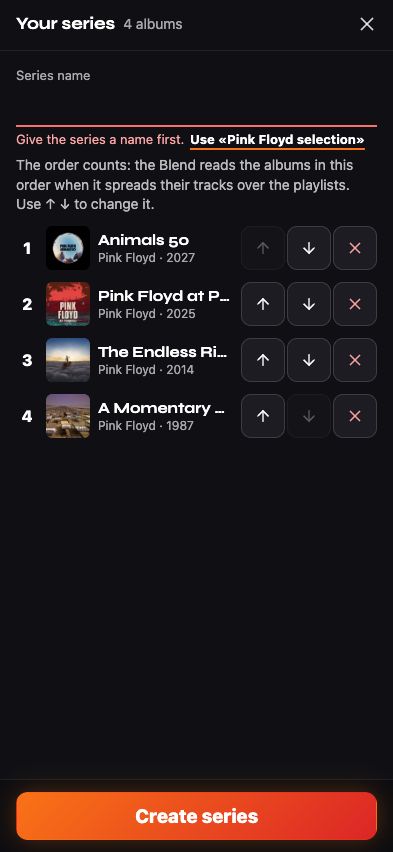 Your series 4 albums
Series name
Give the series a name first. Use «Pink Floyd selection»
The order counts: the Blend reads the albums in this
order when it spreads their tracks over the playlists.
Use ↑ ↓ to change it.
1 Animals 50
Pink Floyd · 2027
2 Pink Floyd at P...
Pink Floyd · 2025
PINK
FLOYD
3 The Endless Ri...
Pink Floyd · 2014
4 A Momentary ...
Pink Floyd · 1987
Create series